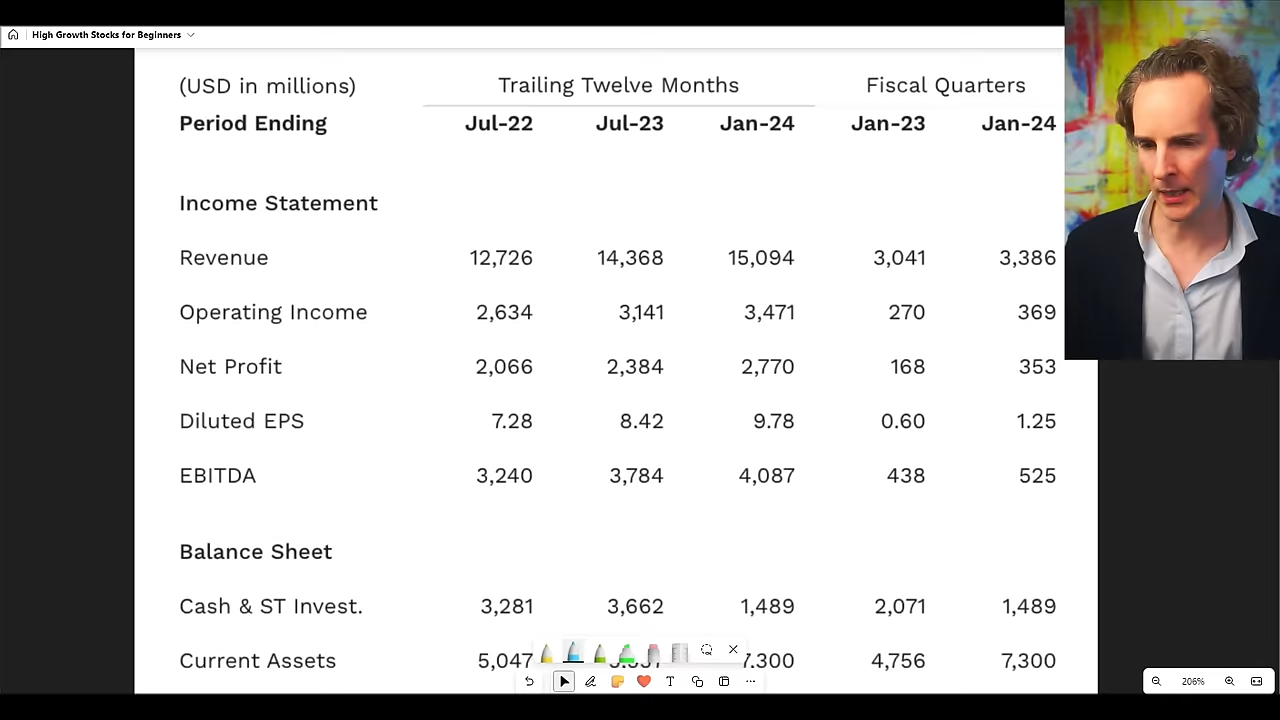 High Growth Stocks for Beginners
(USD in millions) Trailing Twelve Months Fiscal Quarters
Period Ending Jul-22 Jul-23 Jan-24 Jan-23 Jan-24
Income Statement
Revenue 12,726 14,368 15,094 3,041 3,386
Operating Income 2,634 3,141 3,471 270 369
Net Profit 2,066 2,384 2,770 168 353
Diluted EPS 7.28 8.42 9.78 0.60 1.25
EBITDA 3,240 3,784 4,087 438 525
Balance Sheet
Cash & ST Invest. 3,281 3,662 1,489 2,071 1,489
Current Assets 5,047 7,300 4,756 7,300
T
206%